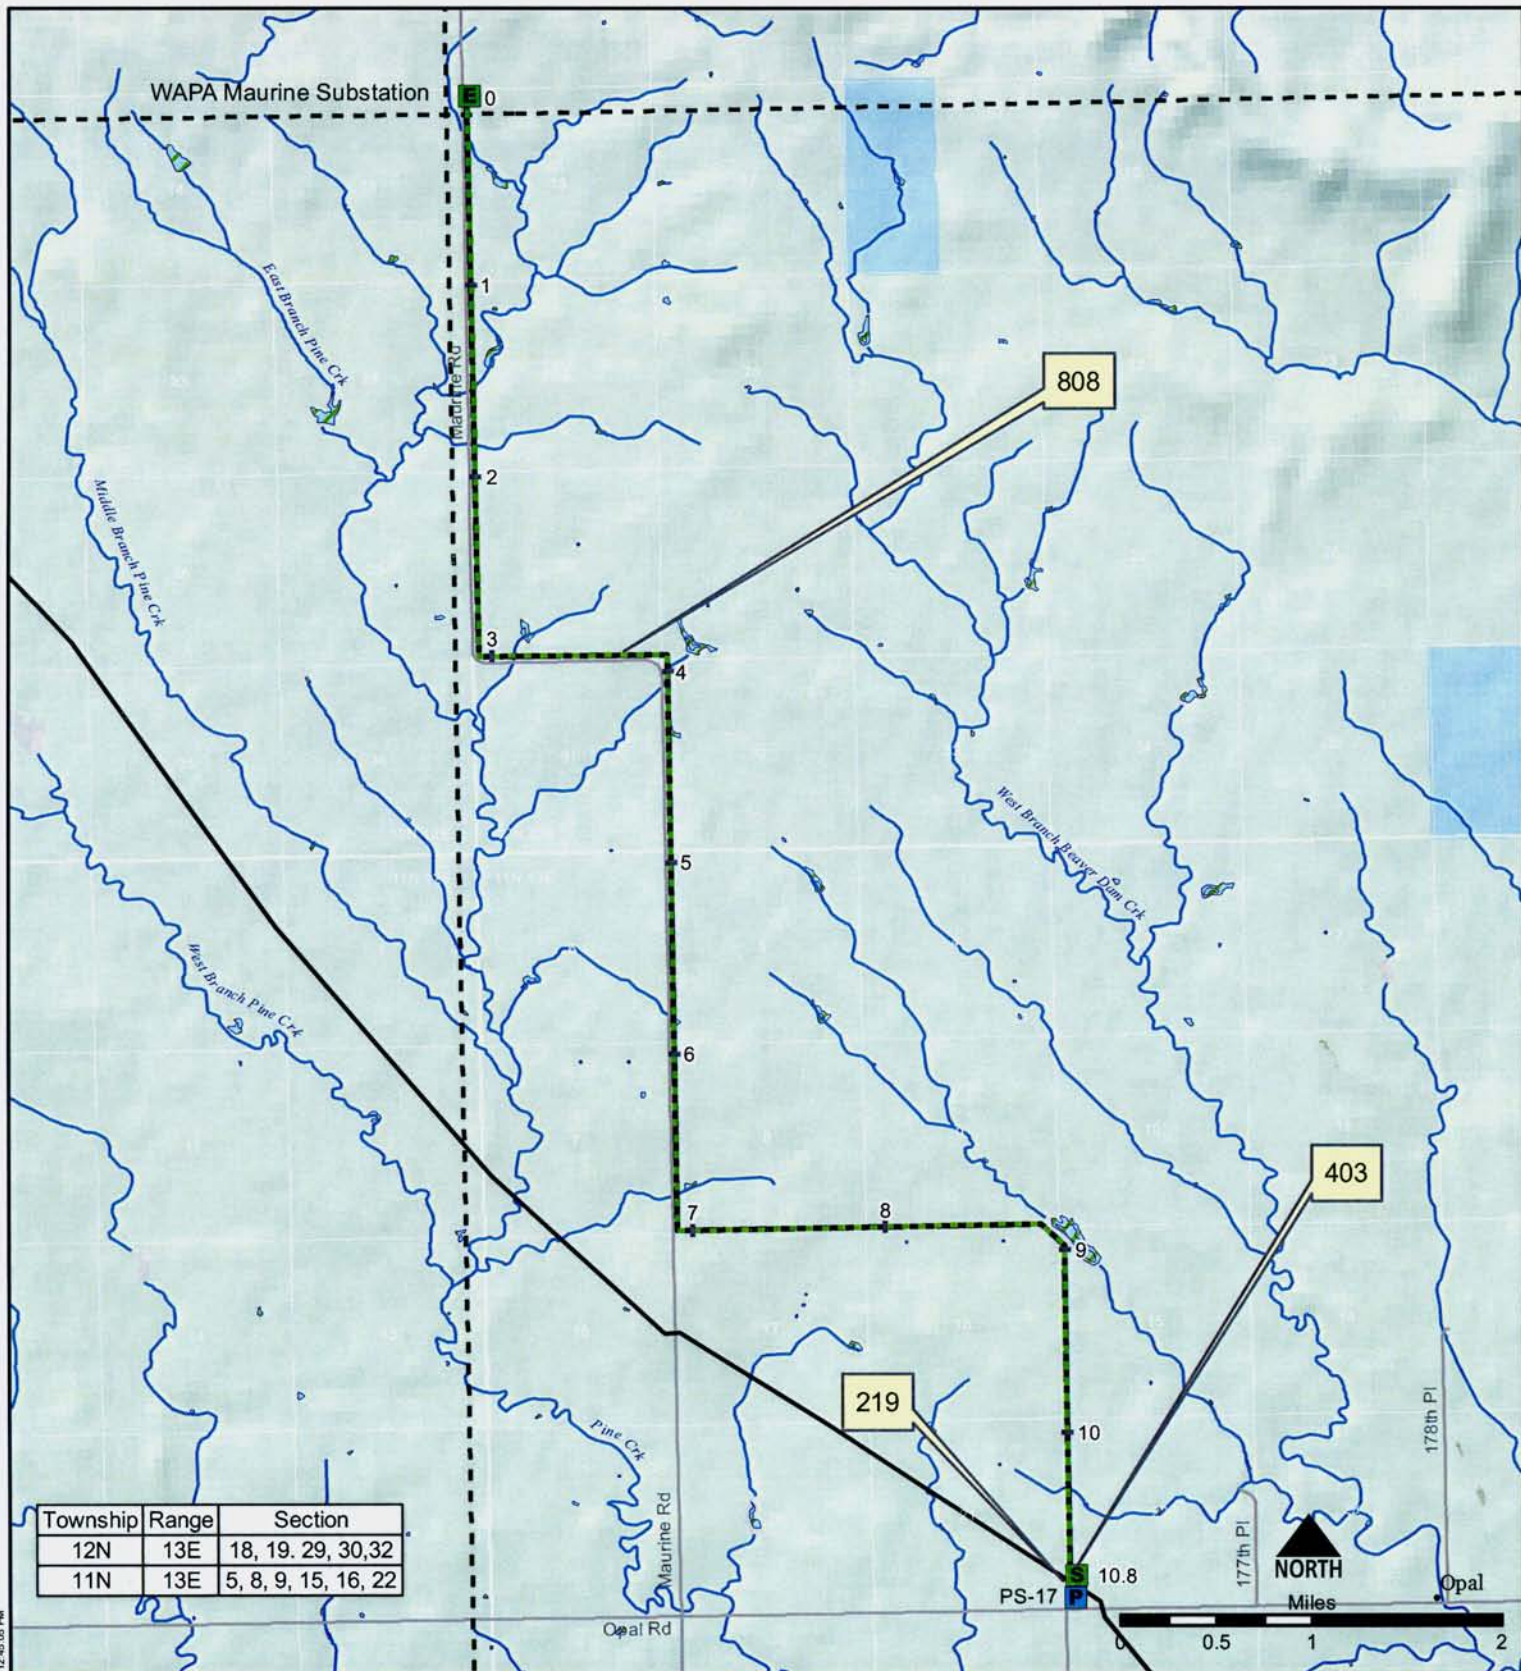 WAPA Maurine Substation
E 0
1
East Branch Pine Crk
Maurine Rd
808
2
Middle Branch Pine Crk
3
4
West Branch Beaver Dam Crk
5
West Branch Pine Crk
6
403
7
8
9
219
10
Pine Crk
178th Pl
Township Range Section
12N 13E 18, 19. 29, 30,32
11N 13E 5, 8, 9, 15, 16, 22
Maurine Rd
177th Pl
NORTH
S 10.8
PS-17 P
Opal
Miles
0 0.5 1 2
Opal Rd